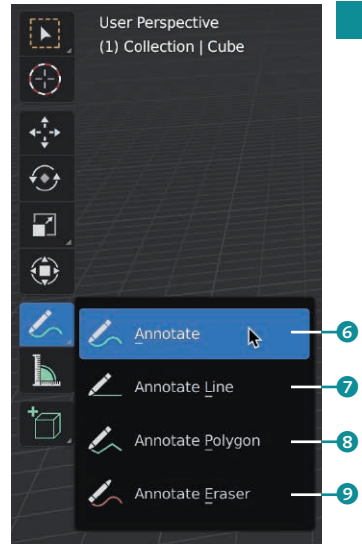 User Perspective
(1) Collection | Cube
Annotate 6
Annotate Line 7
Annotate Polygon 8
Annotate Eraser 9